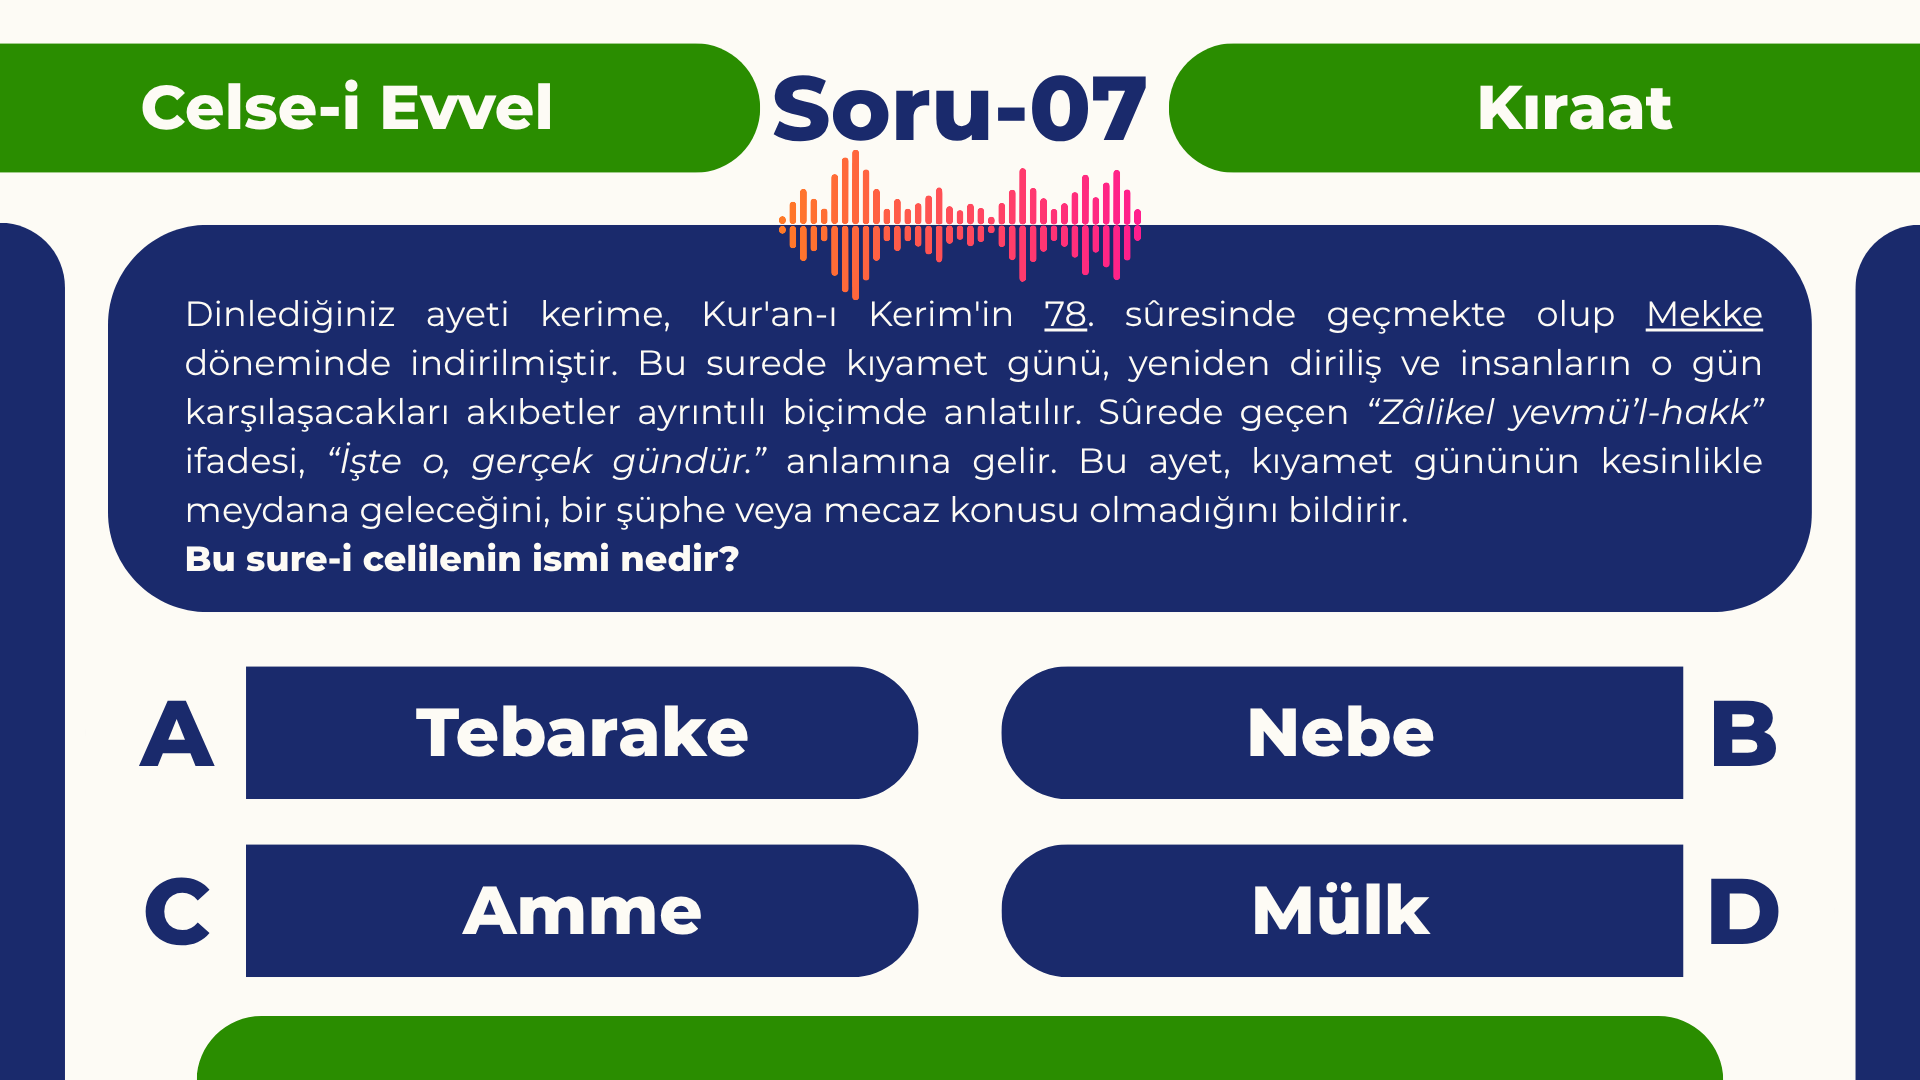 Celse-i Evvel
Soru-07
Kıraat
Dinlediğiniz ayeti kerime, Kur'an-ı Kerim'in 78. sûresinde geçmekte olup Mekke
döneminde indirilmiştir. Bu surede kıyamet günü, yeniden diriliş ve insanların o gün
karşılaşacakları akıbetler ayrıntılı biçimde anlatılır. Sûrede geçen “Zâlikel yevmü’l-hakk”
ifadesi, “İşte o, gerçek gündür.” anlamına gelir. Bu ayet, kıyamet gününün kesinlikle
meydana geleceğini, bir şüphe veya mecaz konusu olmadığını bildirir.
Bu sure-i celilenin ismi nedir?
A Tebarake
Nebe B
C Amme
Mülk D